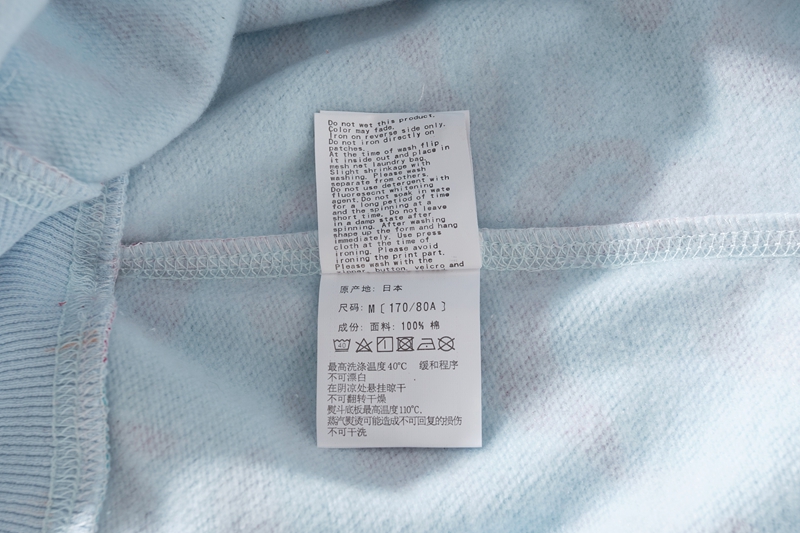 Do not wet this product.
Color may fade.
Iron on reverse side only.
Do not iron directly on
patches.
At the time of wash flip
it inside out and place in
mesh net laundry bag.
Slight shrinkage with
washing. Please wash
separate from others.
Do not use detergent with
fluoresecnt whitening
agent. Do not soak in wate
for a long period of time
and the spinning at a
short time. Do not leave
in a damp state after
spinning. After washing
shape up the form and hang
immediately. Use press
cloth at the time of
ironing. Please avoid
ironing the print part.
Please wash with the
zipper, button, velcro and
原产地: 日本
尺码: M〔170/80A〕
成份: 面料: 100% 棉
40
最高洗涤温度40℃ 缓和程序
不可漂白
在阴凉处悬挂晾干
不可翻转干燥
熨斗底板最高温度110℃、
蒸汽熨烫可能造成不可回复的损伤
不可干洗